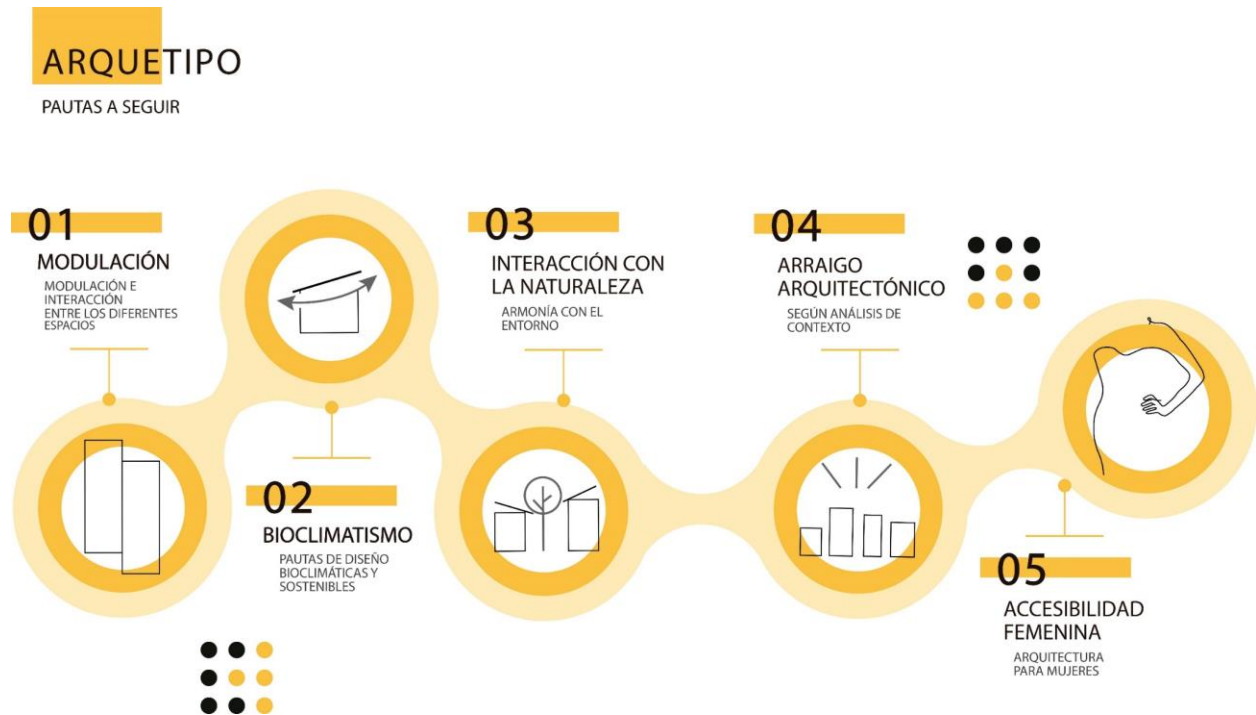 ARQUETIPO
PAUTAS A SEGUIR
01
MODULACIÓN
MODULACIÓN E
INTERACCIÓN
ENTRE LOS DIFERENTES
ESPACIOS
02
BIOCLIMATISMO
PAUTAS DE DISEÑO
BIOCLIMÁTICAS Y
SOSTENIBLES
03
INTERACCIÓN CON
LA NATURALEZA
ARMONÍA CON EL
ENTORNO
04
ARRAIGO
ARQUITECTÓNICO
SEGÚN ANÁLISIS DE
CONTEXTO
05
ACCESIBILIDAD
FEMENINA
ARQUITECTURA
PARA MUJERES